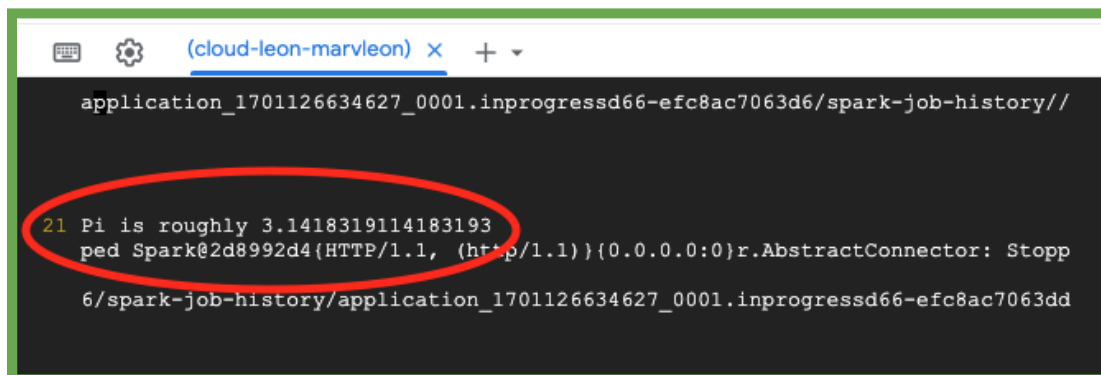 (cloud-leon-marvleon) × + ▾
application_1701126634627_0001.inprogressd66-efc8ac7063d6/spark-job-history//
21 Pi is roughly 3.1418319114183193
ped Spark@2d8992d4{HTTP/1.1, (http/1.1)}{0.0.0.0:0}r.AbstractConnector: Stopp
6/spark-job-history/application_1701126634627_0001.inprogressd66-efc8ac7063dd